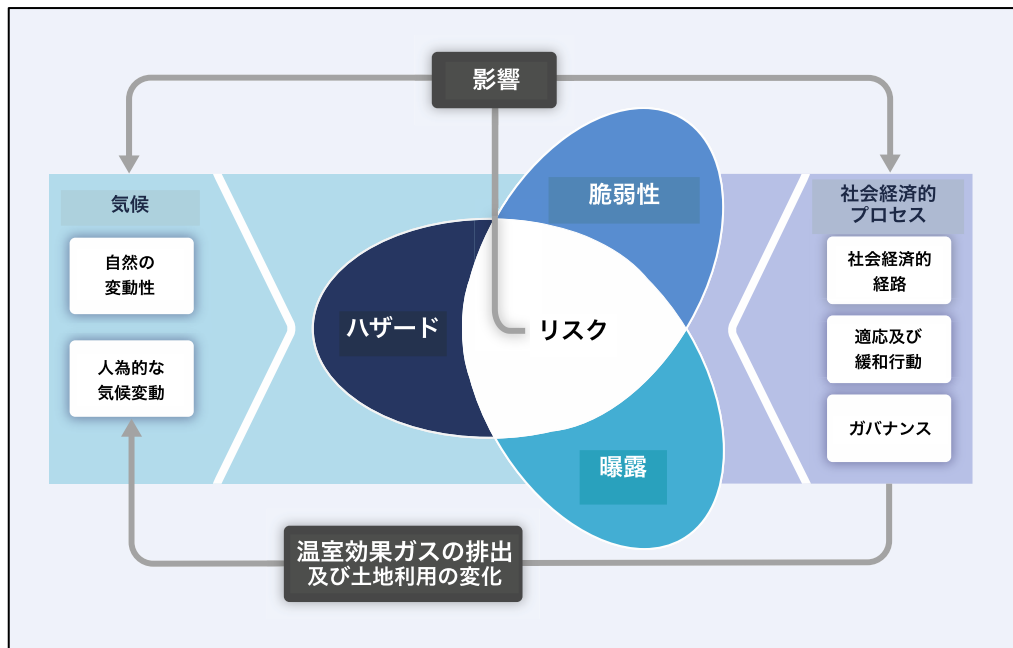 影響
気候
自然の
変動性
人為的な
気候変動
脆弱性
ハザード
リスク
曝露
社会経済的
プロセス
社会経済的
経路
適応及び
緩和行動
ガバナンス
温室効果ガスの排出
及び土地利用の変化